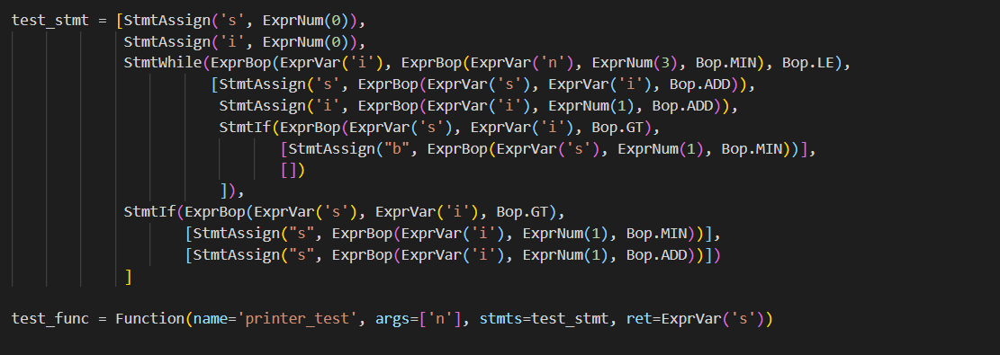 test_stmt = [StmtAssign('s', ExprNum(0)),
StmtAssign('i', ExprNum(0)),
StmtWhile(ExprBop(ExprVar('i'), ExprBop(ExprVar('n'), ExprNum(3), Bop.MIN), Bop.LE),
[StmtAssign('s', ExprBop(ExprVar('s'), ExprVar('i'), Bop.ADD)),
StmtAssign('i', ExprBop(ExprVar('i'), ExprNum(1), Bop.ADD)),
StmtIf(ExprBop(ExprVar('s'), ExprVar('i'), Bop.GT),
[StmtAssign("b", ExprBop(ExprVar('s'), ExprNum(1), Bop.MIN))],
[])
]),
StmtIf(ExprBop(ExprVar('s'), ExprVar('i'), Bop.GT),
[StmtAssign("s", ExprBop(ExprVar('i'), ExprNum(1), Bop.MIN))],
[StmtAssign("s", ExprBop(ExprVar('i'), ExprNum(1), Bop.ADD))])
]
test_func = Function(name='printer_test', args=['n'], stmts=test_stmt, ret=ExprVar('s'))